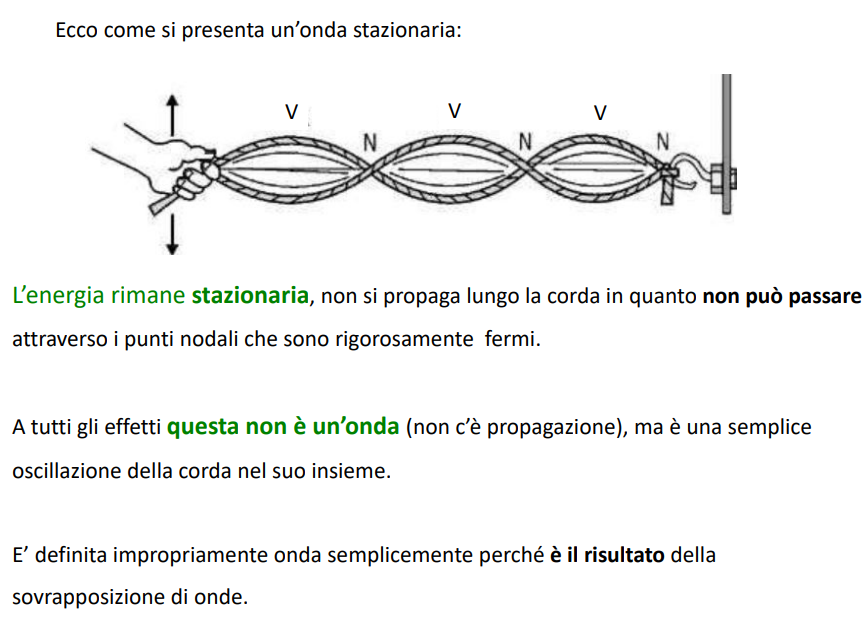 Ecco come si presenta un’onda stazionaria:
V V V
N N N
L’energia rimane stazionaria, non si propaga lungo la corda in quanto non può passare
attraverso i punti nodali che sono rigorosamente fermi.
A tutti gli effetti questa non è un’onda (non c’è propagazione), ma è una semplice
oscillazione della corda nel suo insieme.
E’ definita impropriamente onda semplicemente perché è il risultato della
sovrapposizione di onde.